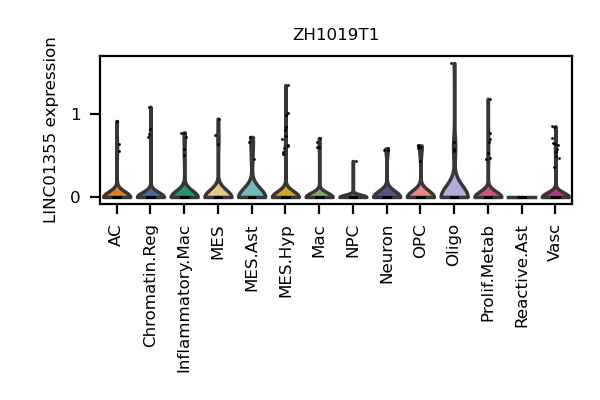 ZH1019T1
LINC01355 expression
1
0
AC
Chromatin.Reg
Inflammatory.Mac
MES
MES.Ast
MES.Hyp
Mac
NPC
Neuron
OPC
Oligo
Prolif.Metab
Reactive.Ast
Vasc